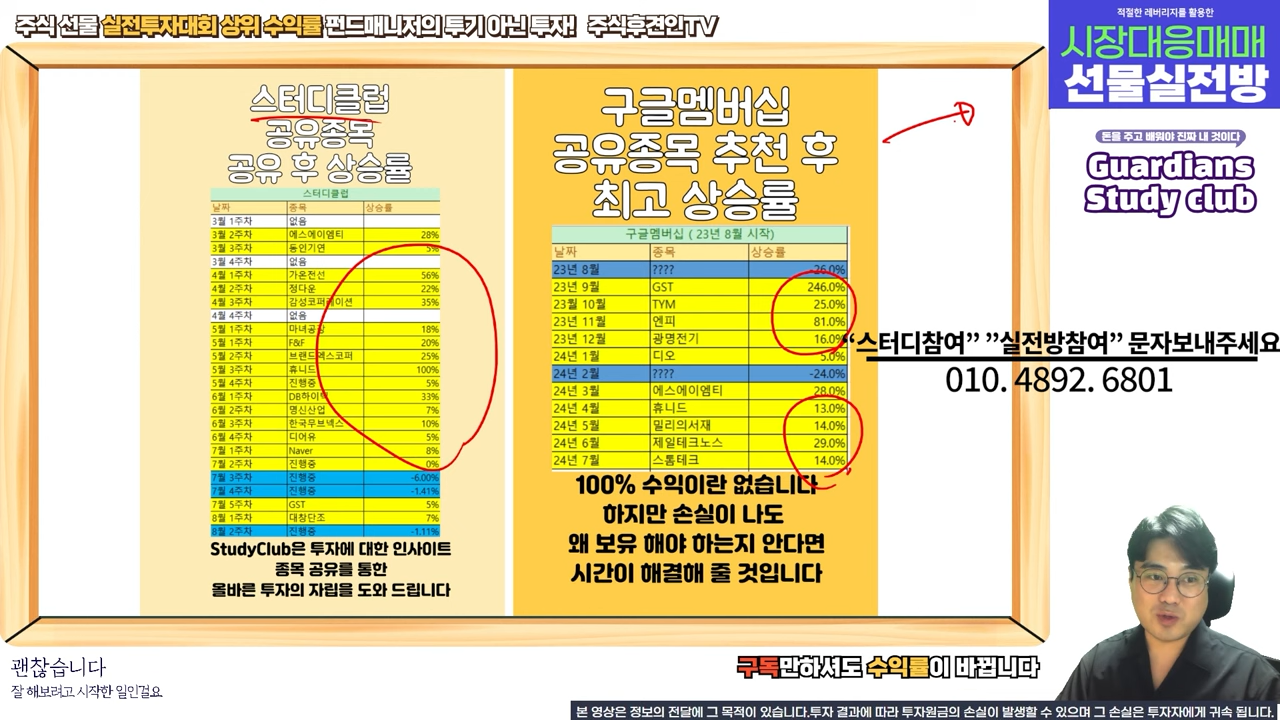 주식 선물 실전투자대회 상위 수익률 펀드매니저의 투기 아닌 투자! 주식후견인TV
적절한 레버리지를 활용한
시장대응매매
선물실전방
돈을 주고 배워야 진짜 내 것이다
Guardians
Study club
스터디클럽
공유종목
공유 후 상승률
스터디클럽
날짜 종목 상승률
3월 1주차 없음
3월 2주차 에스에이엠티 28%
3월 3주차 동인기연 5%
3월 4주차 없음
4월 1주차 가온전선 56%
4월 2주차 정다운 22%
4월 3주차 감성코퍼레이션 35%
4월 4주차 없음
5월 1주차 마녀공장 18%
5월 1주차 F&F 20%
5월 2주차 브랜드엑스코퍼 25%
5월 3주차 휴니드 100%
5월 4주차 진행중 5%
6월 1주차 DB하이텍 33%
6월 2주차 명신산업 7%
6월 3주차 한국무브넥스 10%
6월 4주차 디어유 5%
7월 1주차 Naver 8%
7월 2주차 진행중 0%
7월 3주차 진행중 -6.00%
7월 4주차 진행중 -1.41%
7월 5주차 GST 5%
8월 1주차 대창단조 7%
8월 2주차 진행중 -1.11%
StudyClub은 투자에 대한 인사이트
종목 공유를 통한
올바른 투자의 자립을 도와 드립니다
구글멤버십
공유종목 추천 후
최고 상승률
구글멤버십 ( 23년 8월 시작)
날짜 종목 상승률
23년 8월 ???? -26.0%
23년 9월 GST 246.0%
23월 10월 TYM 25.0%
23년 11월 엔피 81.0%
23년 12월 광명전기 16.0%
24년 1월 디오 5.0%
24년 2월 ???? -24.0%
24년 3월 에스에이엠티 28.0%
24년 4월 휴니드 13.0%
24년 5월 밀리의서재 14.0%
24년 6월 제일테크노스 29.0%
24년 7월 스톰테크 14.0%
100% 수익이란 없습니다
하지만 손실이 나도
왜 보유 해야 하는지 안다면
시간이 해결해 줄 것입니다
“스터디참여” ”실전방참여” 문자보내주세요
010. 4892. 6801
괜찮습니다
잘 해보려고 시작한 일인걸요
구독만하셔도 수익률이 바뀝니다
본 영상은 정보의 전달에 그 목적이 있습니다.투자 결과에 따라 투자원금의 손실이 발생할 수 있으며 그 손실은 투자자에게 귀속 됩니다.